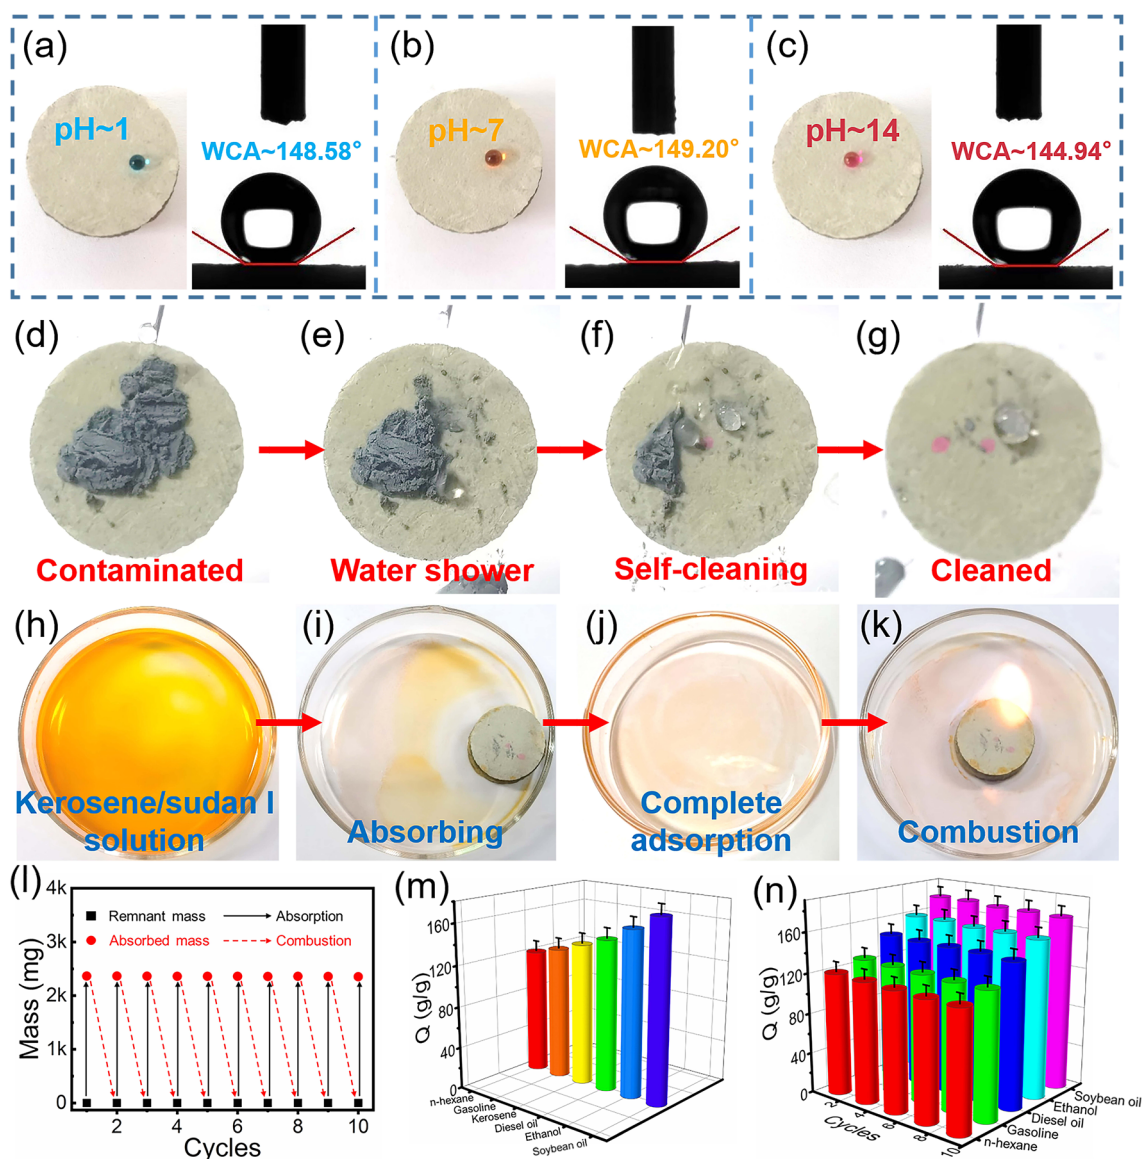 (a)
pH~1
WCA~148.58°
(b)
pH~7
WCA~149.20°
(c)
pH~14
WCA~144.94°
(d)
Contaminated
(e)
Water shower
(f)
Self-cleaning
(g)
Cleaned
(h)
Kerosene/sudan I
solution
(i)
Absorbing
(j)
Complete
adsorption
(k)
Combustion
(l)
4k
3k
2k
1k
0
Mass (mg)
Remnant mass
Absorption
Absorbed mass
Combustion
2
4
6
8
10
Cycles
(m)
160
120
80
40
0
Q (g/g)
n-hexane
Gasoline
Kerosene
Diesel oil
Ethanol
Soybean oil
(n)
160
120
80
40
0
Q (g/g)
2
4
6
8
10
Cycles
Soybean oil
Ethanol
Diesel oil
Gasoline
n-hexane